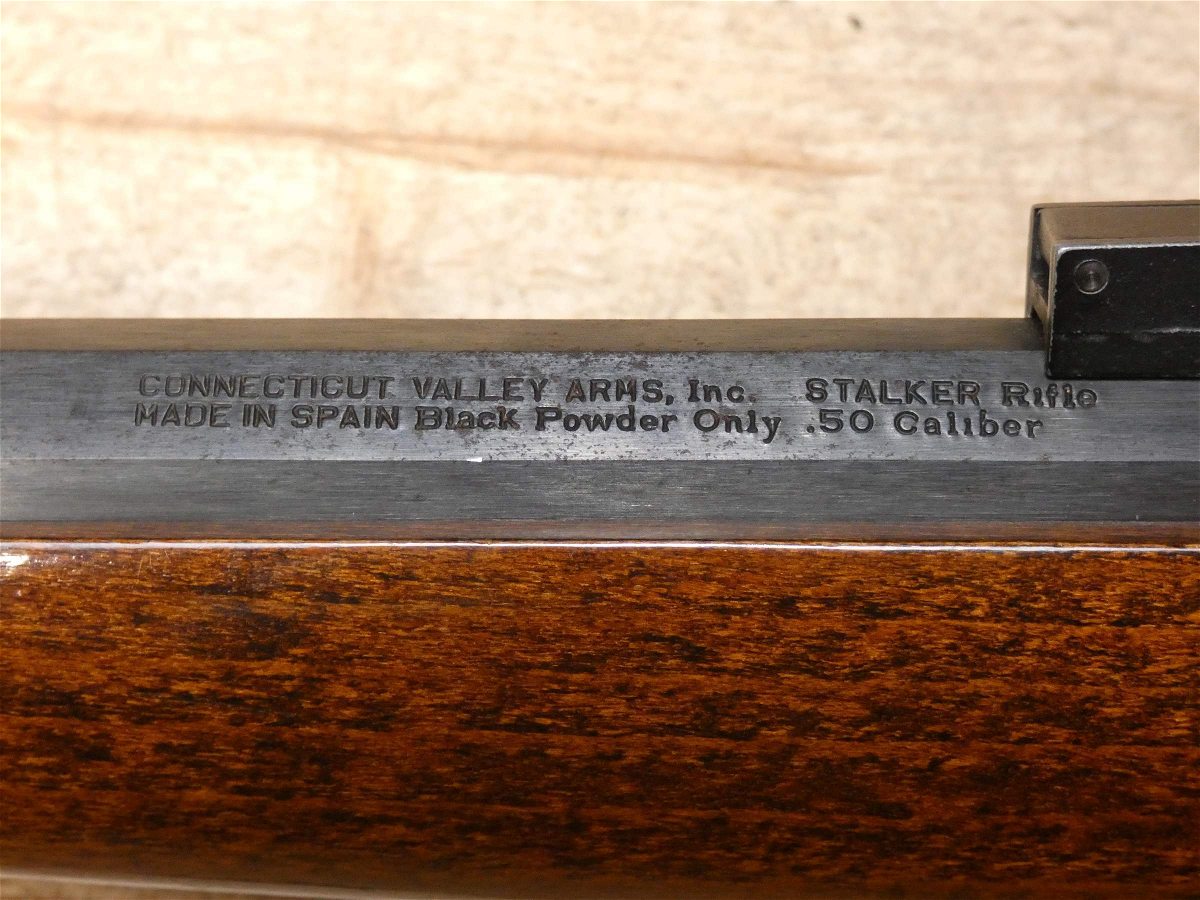 CONNECTICUT VALLEY ARMS, Inc. STALKER Rifle
MADE IN SPAIN Black Powder Only .50 Caliber